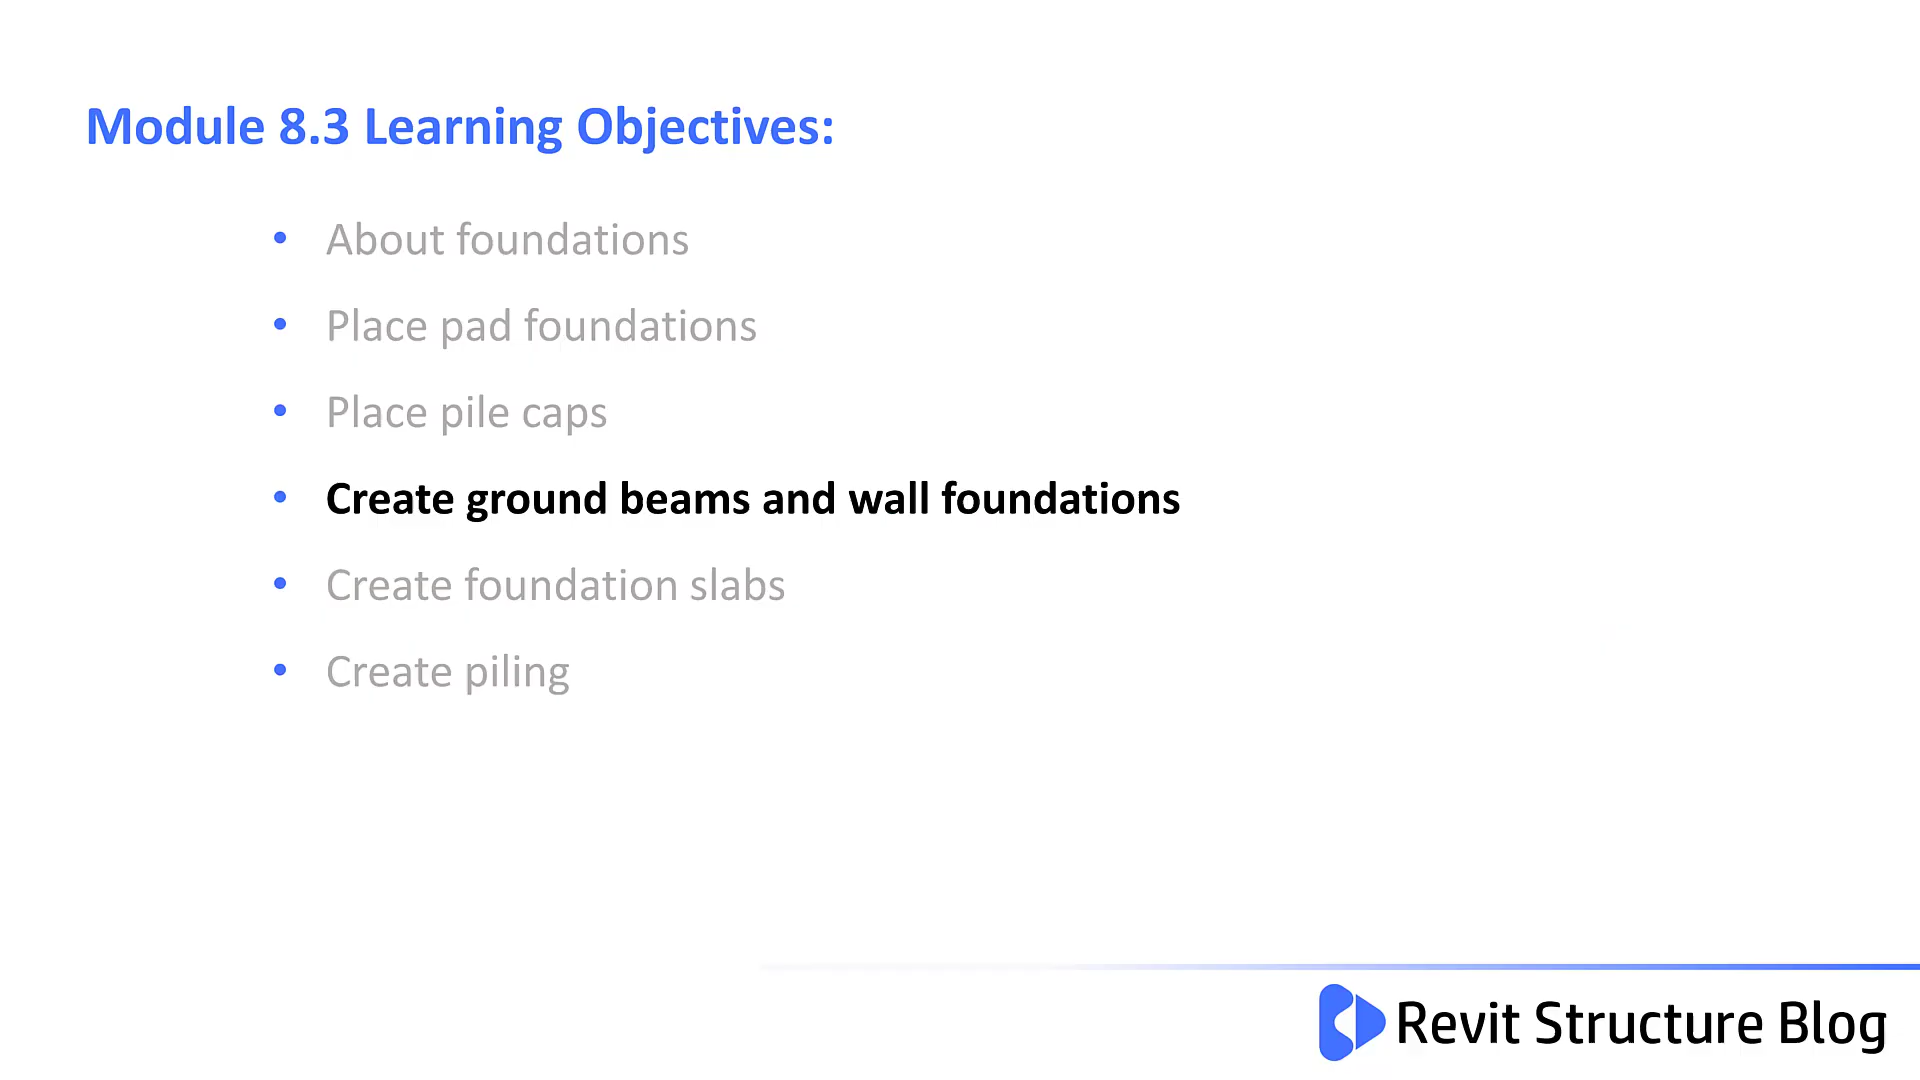 Module 8.3 Learning Objectives:
• About foundations
• Place pad foundations
• Place pile caps
• Create ground beams and wall foundations
• Create foundation slabs
• Create piling
Revit Structure Blog